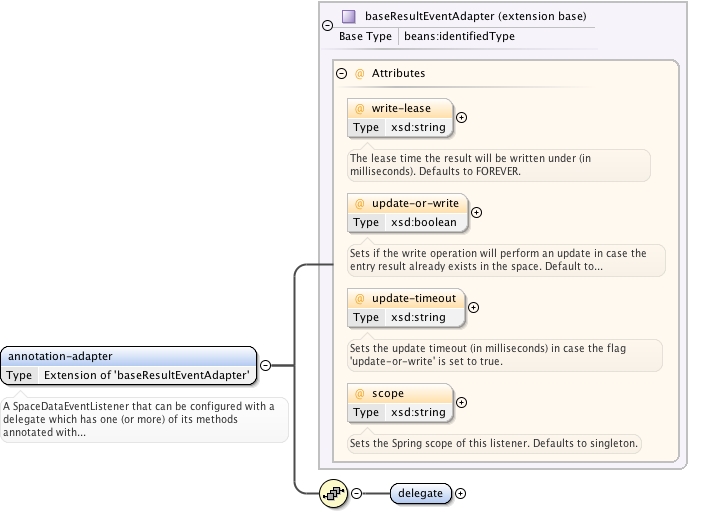 baseResultEventAdapter (extension base)
Base Type beans:identifiedType
@ Attributes
@ write-lease
Type xsd:string
The lease time the result will be written under (in
milliseconds). Defaults to FOREVER.
@ update-or-write
Type xsd:boolean
Sets if the write operation will perform an update in case the
entry result already exists in the space. Default to...
@ update-timeout
Type xsd:string
Sets the update timeout (in milliseconds) in case the flag
'update-or-write' is set to true.
@ scope
Type xsd:string
Sets the Spring scope of this listener. Defaults to singleton.
annotation-adapter
Type Extension of 'baseResultEventAdapter'
A SpaceDataEventListener that can be configured with a
delegate which has one (or more) of its methods
annotated with...
delegate